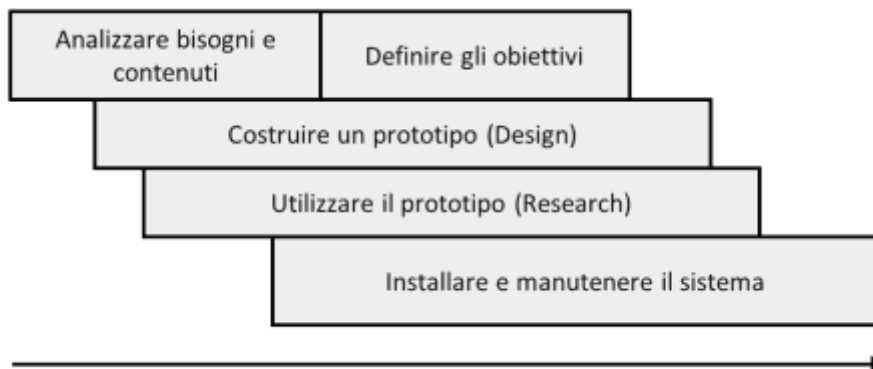 Analizzare bisogni e
contenuti
Definire gli obiettivi
Costruire un prototipo (Design)
Utilizzare il prototipo (Research)
Installare e manutenere il sistema